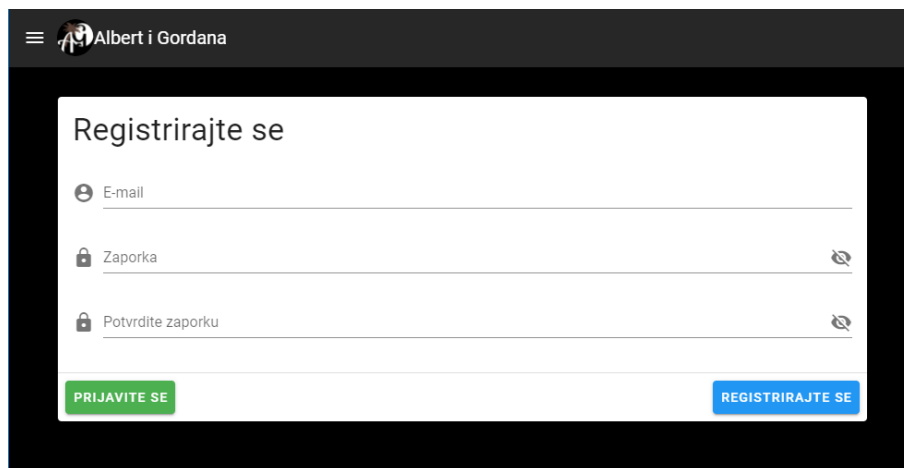 Albert i Gordana
Registrirajte se
E-mail
Zaporka
Potvrdite zaporku
PRIJAVITE SE
REGISTRIRAJTE SE